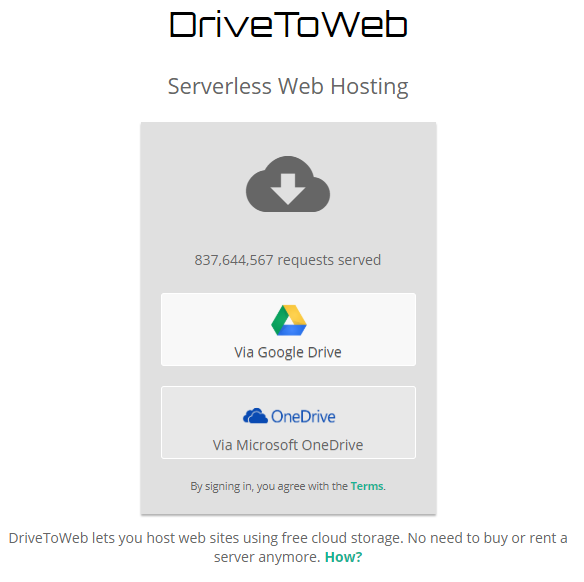 DriveToWeb
Serverless Web Hosting
837,644,567 requests served
Via Google Drive
OneDrive
Via Microsoft OneDrive
By signing in, you agree with the Terms.
DriveToWeb lets you host web sites using free cloud storage. No need to buy or rent a
server anymore. How?